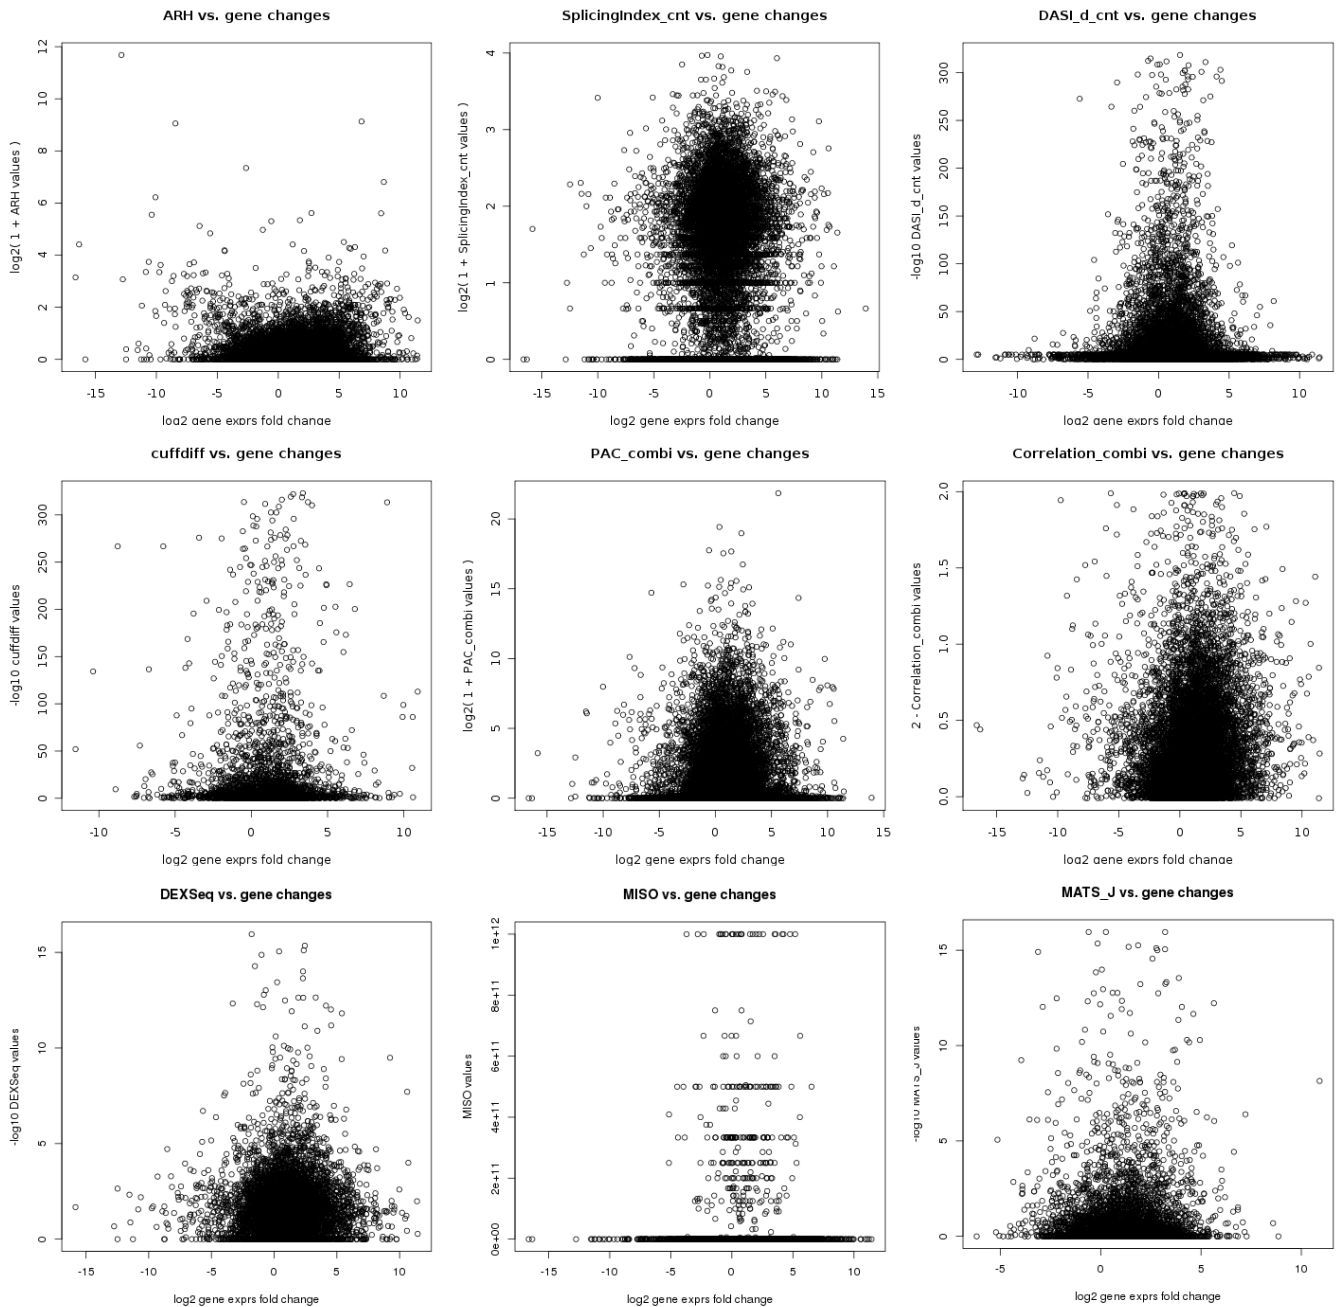 ARH vs. gene changes
log2( 1 + ARH values )
12
10
8
6
4
2
0
-15 -10 -5 0 5 10
log2 gene exprs fold change
SplicingIndex_cnt vs. gene changes
log2( 1 + SplicingIndex_cnt values )
4
3
2
1
0
-15 -10 -5 0 5 10 15
log2 gene exprs fold change
DASI_d_cnt vs. gene changes
-log10 DASI_d_cnt values
300
250
200
150
100
50
0
-10 -5 0 5 10
log2 gene exprs fold change
cuffdiff vs. gene changes
-log10 cuffdiff values
300
250
200
150
100
50
0
-10 -5 0 5 10
log2 gene exprs fold change
PAC_combi vs. gene changes
log2( 1 + PAC_combi values )
20
15
10
5
0
-15 -10 -5 0 5 10 15
log2 gene exprs fold change
Correlation_combi vs. gene changes
2 - Correlation_combi values
2.0
1.5
1.0
0.5
0.0
-15 -10 -5 0 5 10
log2 gene exprs fold change
DEXSeq vs. gene changes
-log10 DEXSeq values
15
10
5
0
-15 -10 -5 0 5 10
log2 gene exprs fold change
MISO vs. gene changes
MISO values
1e+12
8e+11
6e+11
4e+11
2e+11
0e+00
-15 -10 -5 0 5 10
log2 gene exprs fold change
MATS_J vs. gene changes
-log10 MATS_J values
15
10
5
0
-5 0 5 10
log2 gene exprs fold change